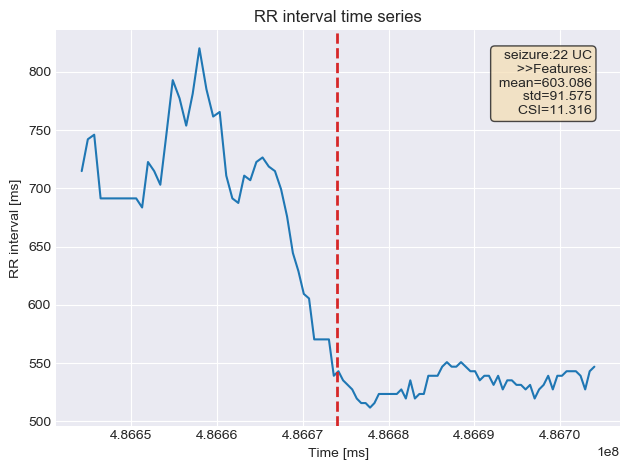 RR interval time series
seizure:22 UC
>>Features:
mean=603.086
std=91.575
CSI=11.316
RR interval [ms]
800
750
700
650
600
550
500
4.8665 4.8666 4.8667 4.8668 4.8669 4.8670
Time [ms]
1e8